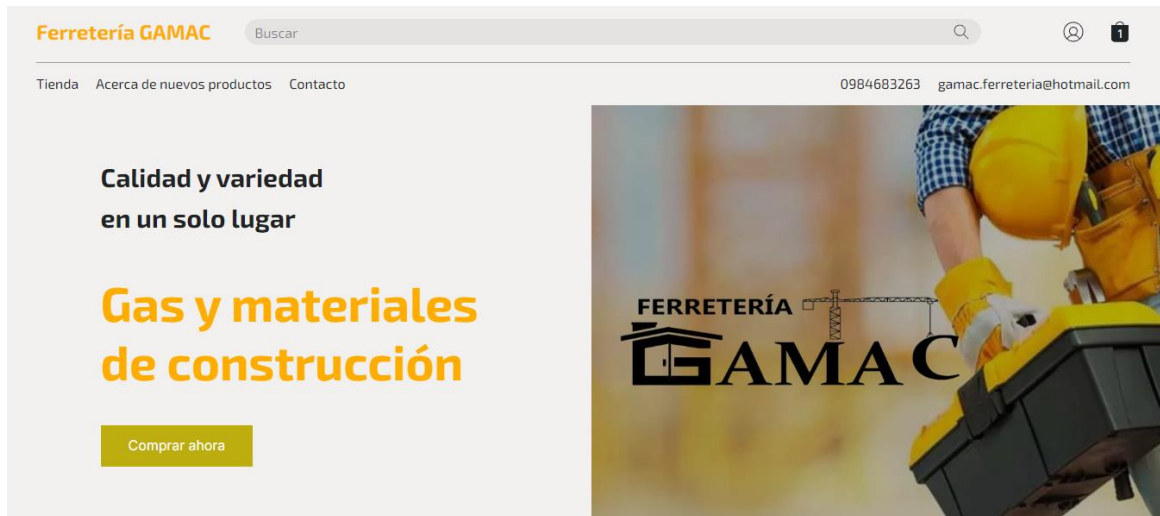 Ferretería GAMAC
Buscar
1
Tienda Acerca de nuevos productos Contacto
0984683263 gamac.ferreteria@hotmail.com
Calidad y variedad
en un solo lugar
Gas y materiales
de construcción
Comprar ahora
FERRETERÍA
GAMAC